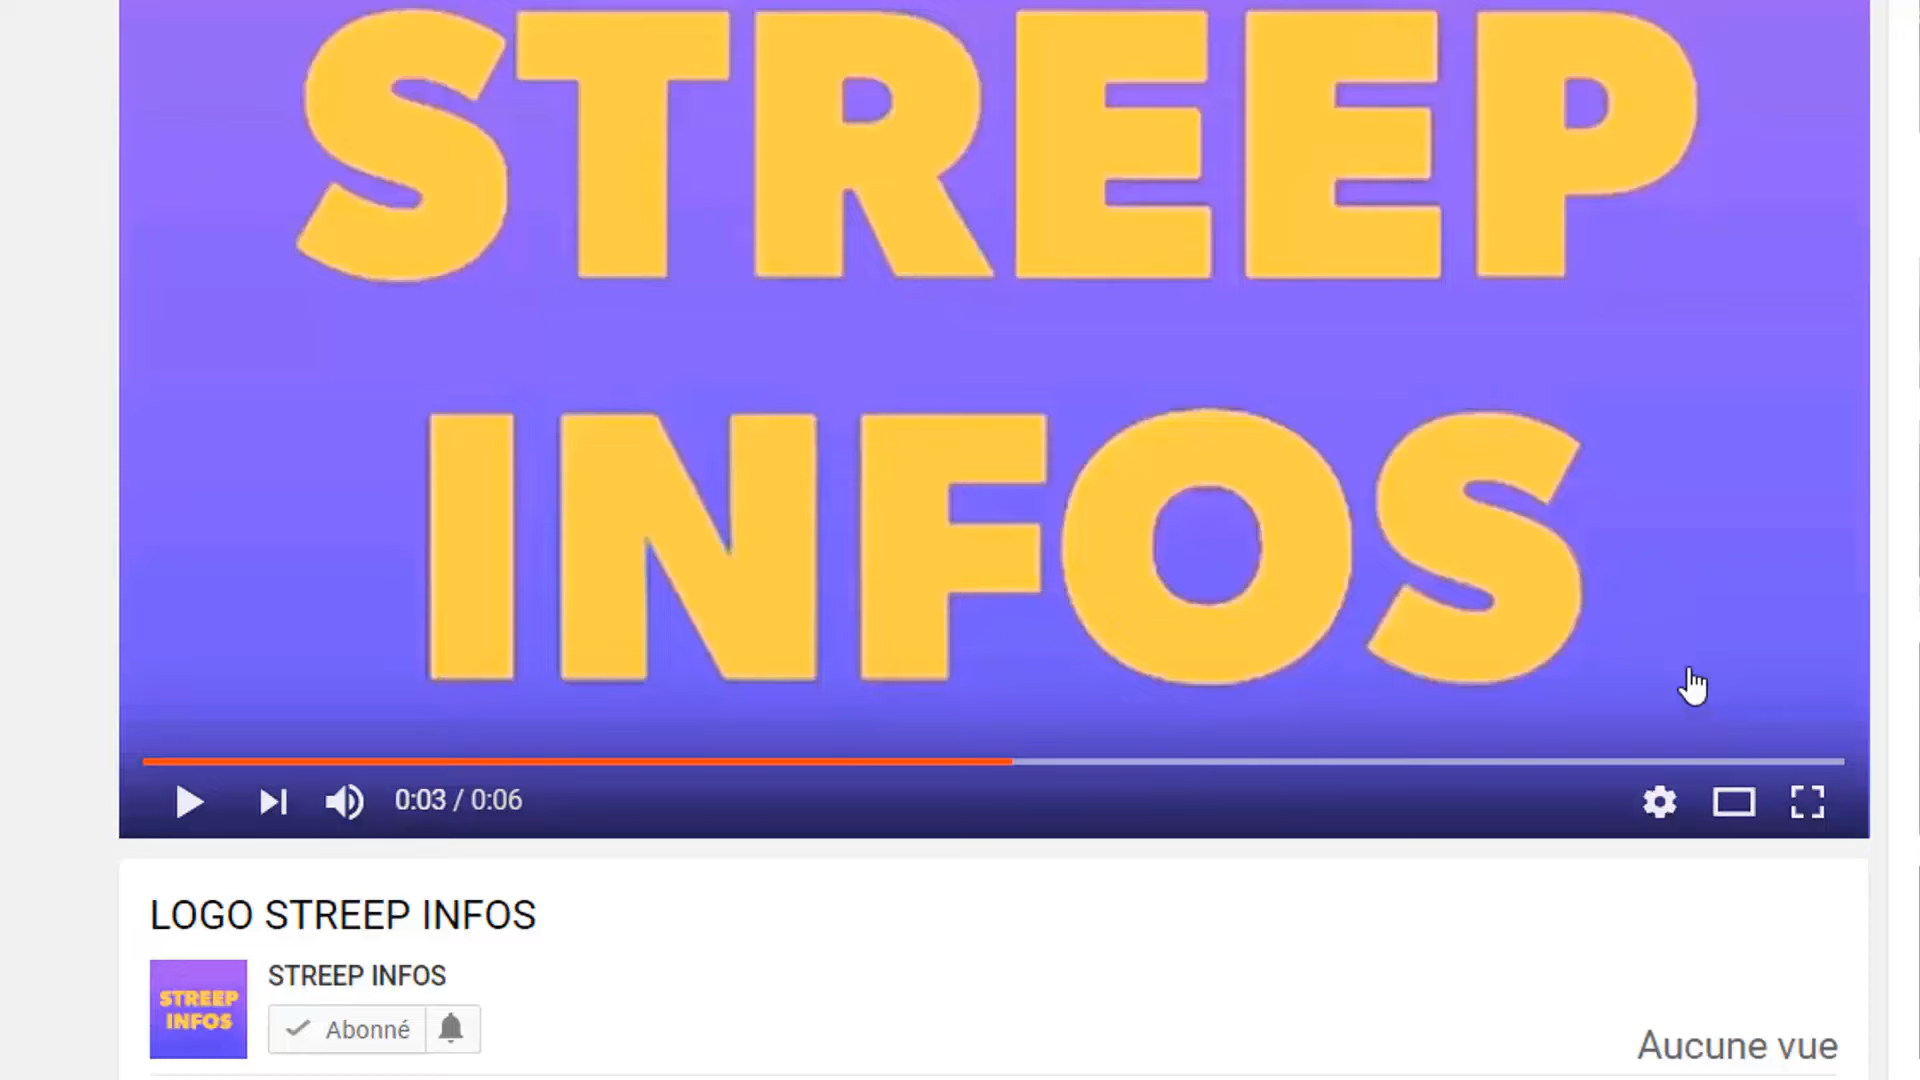 STREEP
INFOS
0:03 / 0:06
LOGO STREEP INFOS
STREEP INFOS
STREEP
INFOS
Abonné
Aucune vue